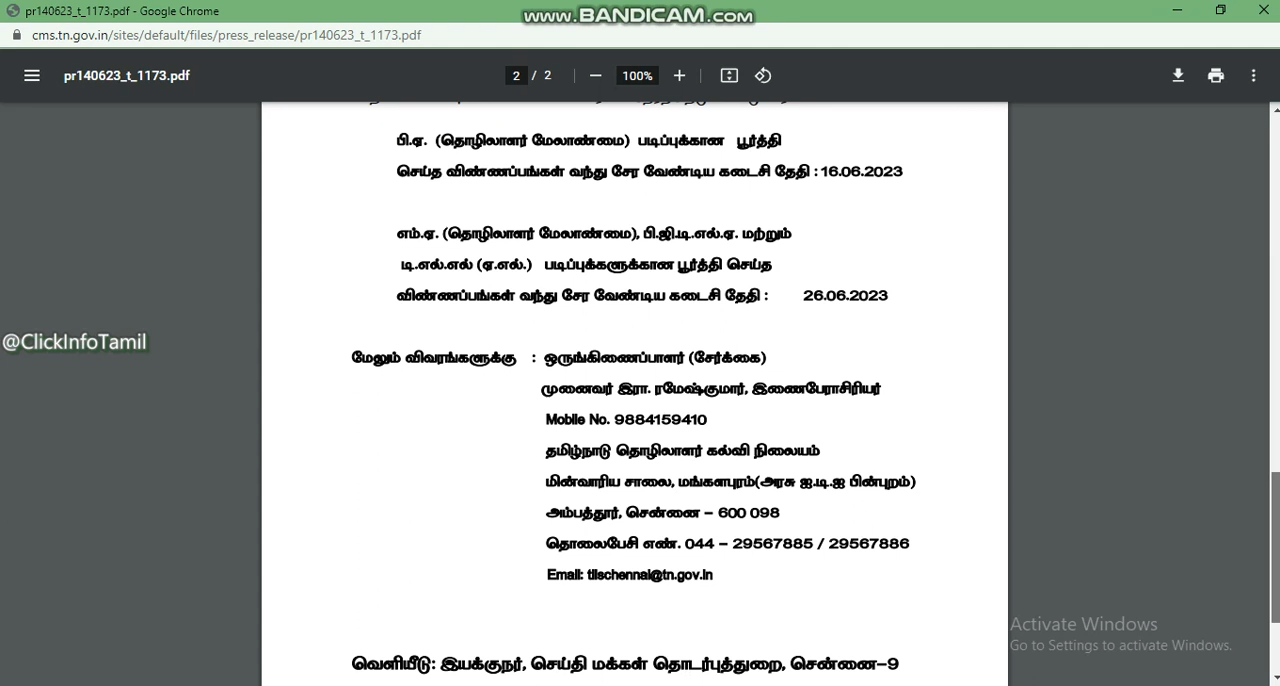 pr140623_t_1173.pdf - Google Chrome
www.BANDICAM.com
cms.tn.gov.in/sites/default/files/press_release/pr140623_t_1173.pdf
pr140623_t_1173.pdf
2 / 2
100%
பி.ஏ. (தொழிலாளர் மேலாண்மை) படிப்புக்கான பூர்த்தி
செய்த விண்ணப்பங்கள் வந்து சேர வேண்டிய கடைசி தேதி : 16.06.2023
எம்.ஏ. (தொழிலாளர் மேலாண்மை), பி.ஜி.டி.எல்.ஏ. மற்றும்
டி.எல்.எல் (ஏ.எல்.) படிப்புக்களுக்கான பூர்த்தி செய்த
விண்ணப்பங்கள் வந்து சேர வேண்டிய கடைசி தேதி : 26.06.2023
@ClickInfoTamil
மேலும் விவரங்களுக்கு : ஒருங்கிணைப்பாளர் (சேர்க்கை)
முனைவர் இரா. ரமேஷ்குமார், இணைபேராசிரியர்
Mobile No. 9884159410
தமிழ்நாடு தொழிலாளர் கல்வி நிலையம்
மின்வாரிய சாலை, மங்களபுரம்(அரசு ஐ.டி.ஐ பின்புறம்)
அம்பத்தூர், சென்னை – 600 098
தொலைபேசி எண். 044 – 29567885 / 29567886
Email: tilschennai@tn.gov.in
Activate Windows
Go to Settings to activate Windows.
வெளியீடு: இயக்குநர், செய்தி மக்கள் தொடர்புத்துறை, சென்னை-9